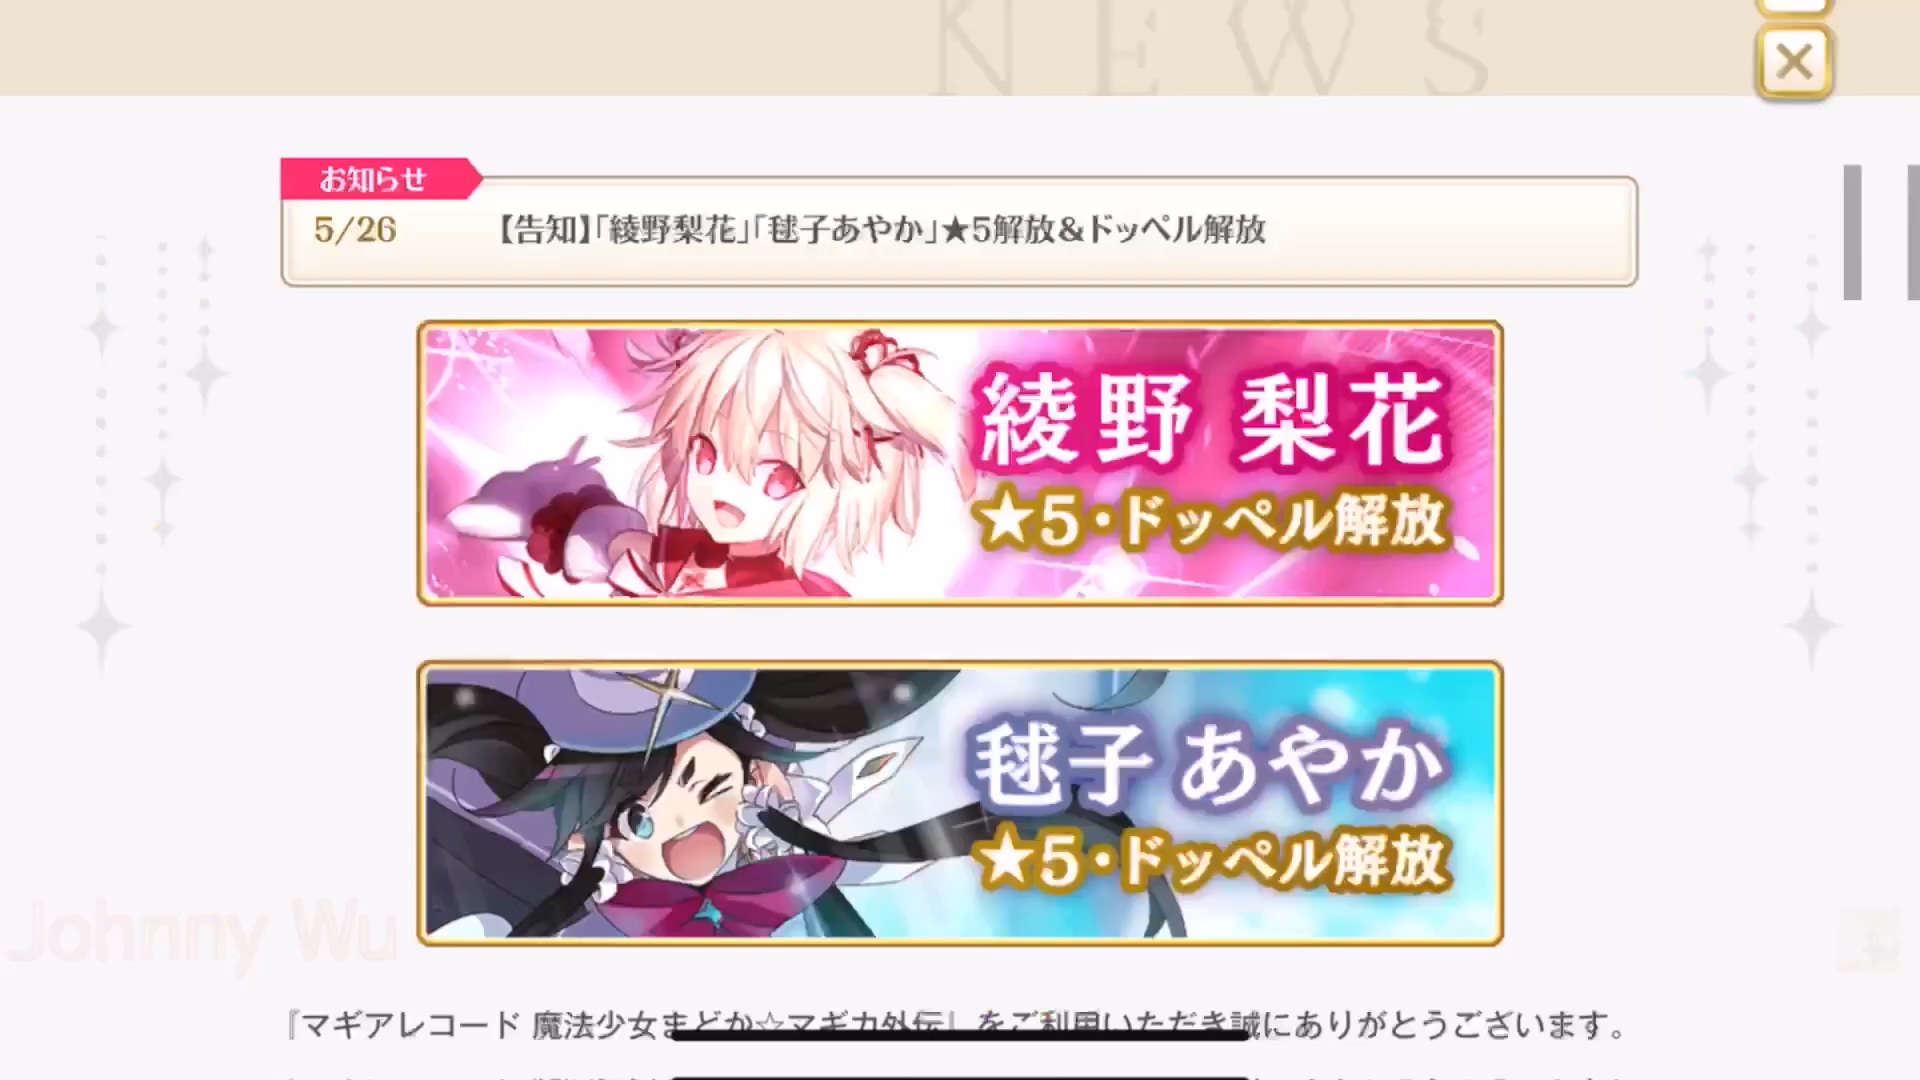 NEWS
お知らせ
5/26 【告知】「綾野梨花」「毬子あやか」★5解放&ドッペル解放
綾野 梨花
★5・ドッペル解放
毬子 あやか
★5・ドッペル解放
Johnny Wu
『マギアレコード 魔法少女まどか☆マギカ外伝』をご利用いただき誠にありがとうございます。